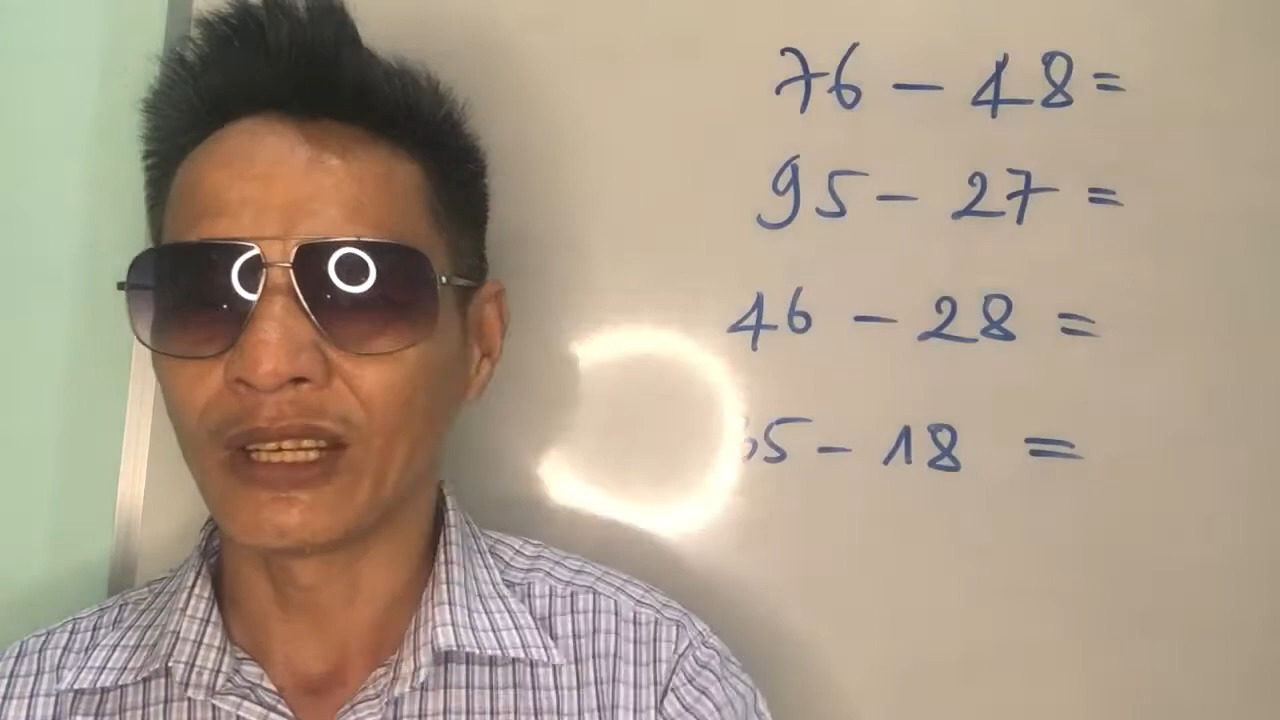 76 - 48 =
95 - 27 =
46 - 28 =
5 - 18 =